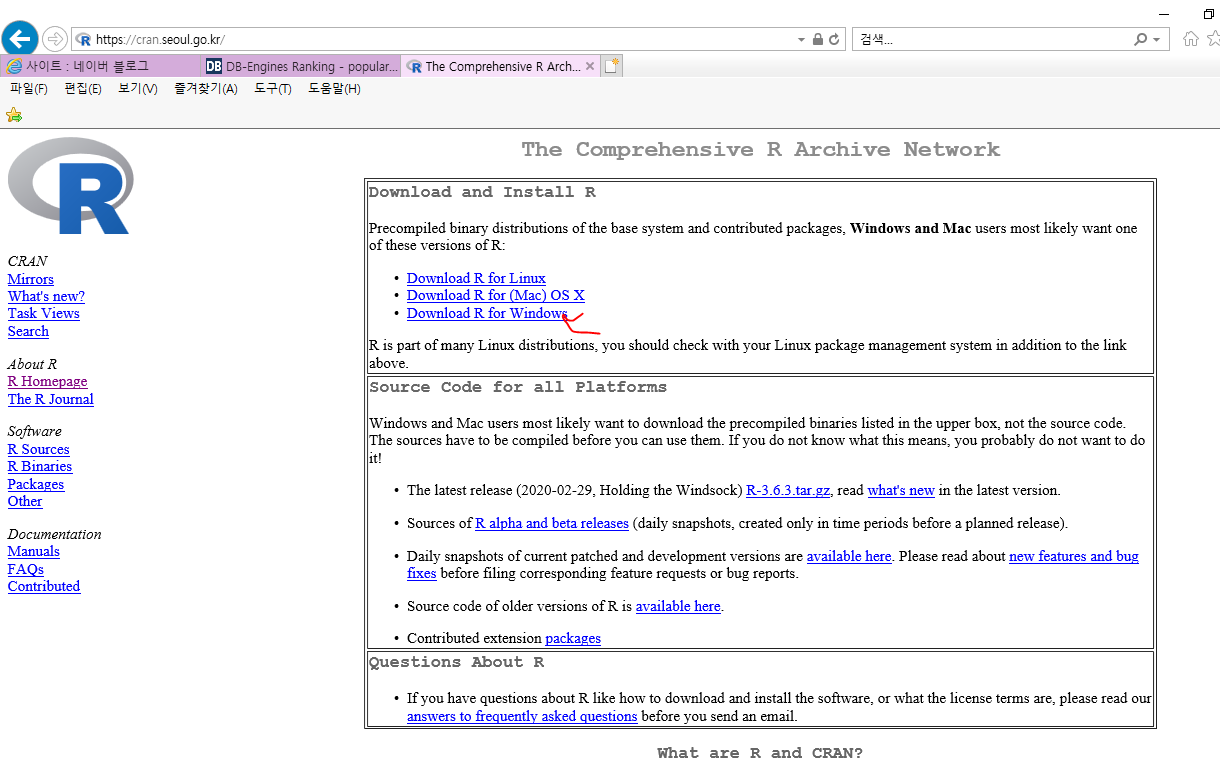 https://cran.seoul.go.kr/
검색...
사이트 : 네이버 블로그
DB DB-Engines Ranking - popular...
The Comprehensive R Arch...
파일(F) 편집(E) 보기(V) 즐겨찾기(A) 도구(T) 도움말(H)
R
CRAN
Mirrors
What's new?
Task Views
Search
About R
R Homepage
The R Journal
Software
R Sources
R Binaries
Packages
Other
Documentation
Manuals
FAQs
Contributed
The Comprehensive R Archive Network
Download and Install R
Precompiled binary distributions of the base system and contributed packages, Windows and Mac users most likely want one
of these versions of R:
• Download R for Linux
• Download R for (Mac) OS X
• Download R for Windows
R is part of many Linux distributions, you should check with your Linux package management system in addition to the link
above.
Source Code for all Platforms
Windows and Mac users most likely want to download the precompiled binaries listed in the upper box, not the source code.
The sources have to be compiled before you can use them. If you do not know what this means, you probably do not want to do
it!
• The latest release (2020-02-29, Holding the Windsock) R-3.6.3.tar.gz, read what's new in the latest version.
• Sources of R alpha and beta releases (daily snapshots, created only in time periods before a planned release).
• Daily snapshots of current patched and development versions are available here. Please read about new features and bug
fixes before filing corresponding feature requests or bug reports.
• Source code of older versions of R is available here.
• Contributed extension packages
Questions About R
• If you have questions about R like how to download and install the software, or what the license terms are, please read our
answers to frequently asked questions before you send an email.
What are R and CRAN?